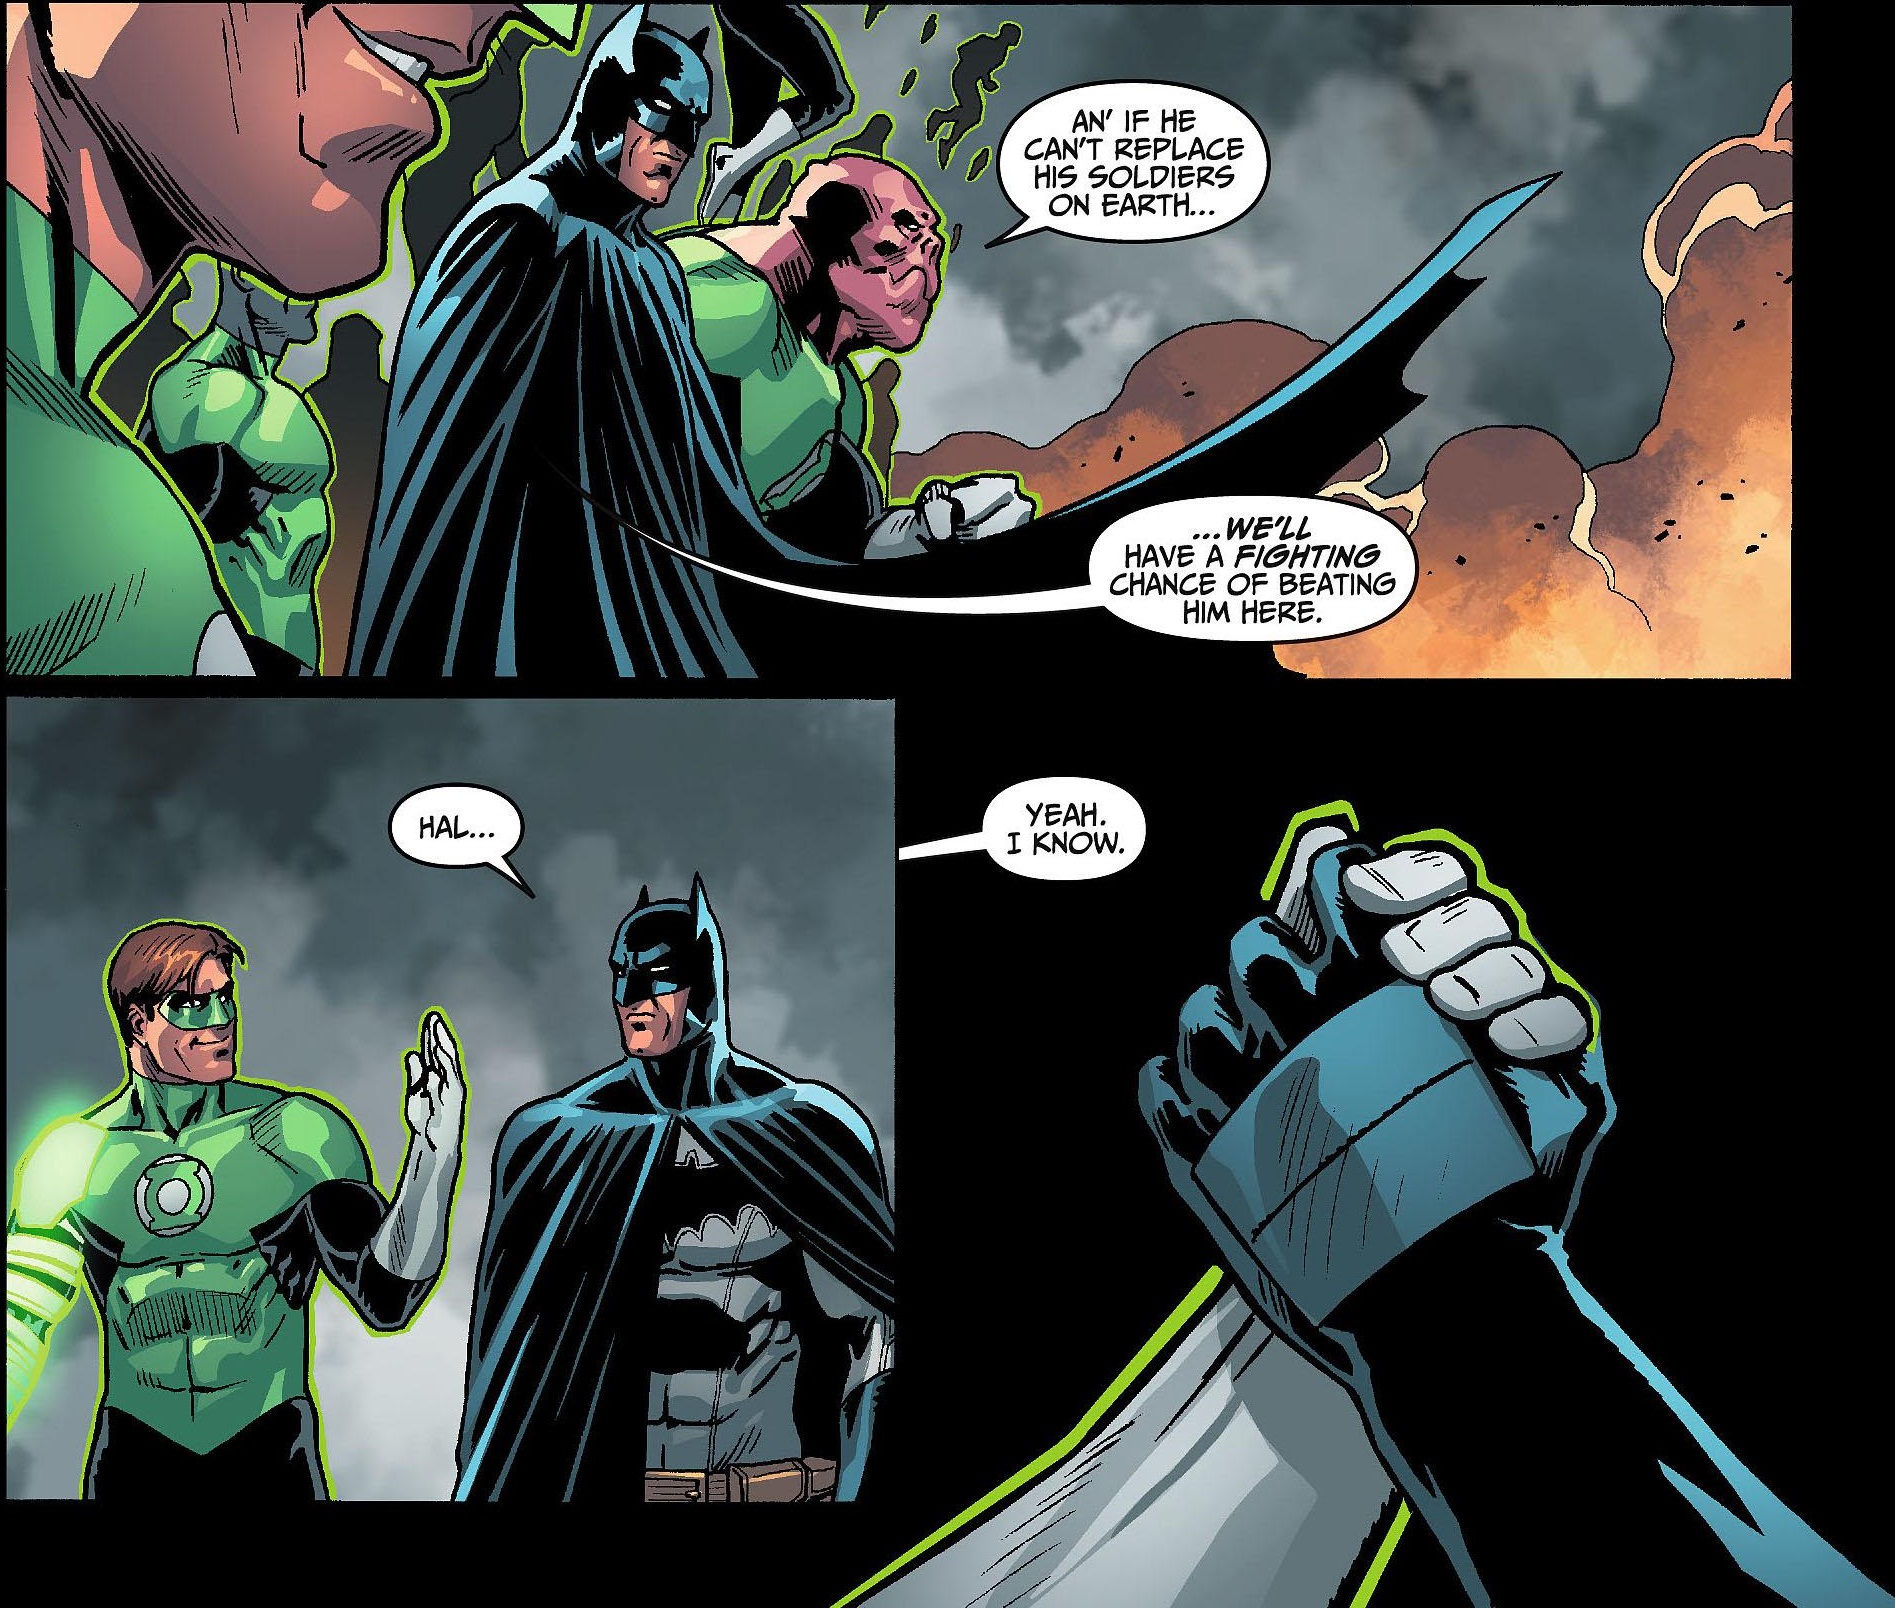 AN' IF HE
CAN'T REPLACE
HIS SOLDIERS
ON EARTH...
...WE'LL
HAVE A FIGHTING
CHANCE OF BEATING
HIM HERE.
HAL...
YEAH.
I KNOW.